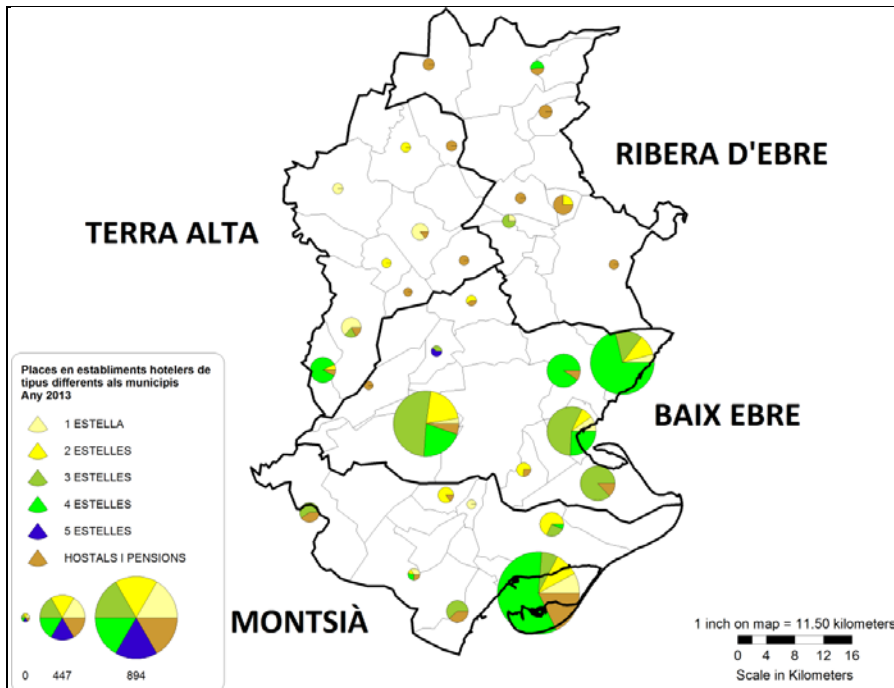 RIBERA D'EBRE
TERRA ALTA
BAIX EBRE
MONTSIÀ
Places en establiments hotelers de
tipus differents als municipis
Any 2013
1 ESTELLA
2 ESTELLES
3 ESTELLES
4 ESTELLES
5 ESTELLES
HOSTALS I PENSIONS
0 447 894
1 inch on map = 11.50 kilometers
0 2 4 8 12 16
Scale in Kilometers